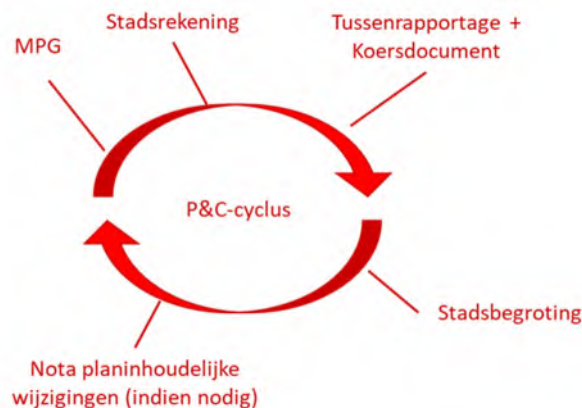 Stadsrekening
Tussenrapportage +
Koersdocument
MPG
P&C-cyclus
Stadsbegroting
Nota planinhoudelijke
wijzigingen (indien nodig)